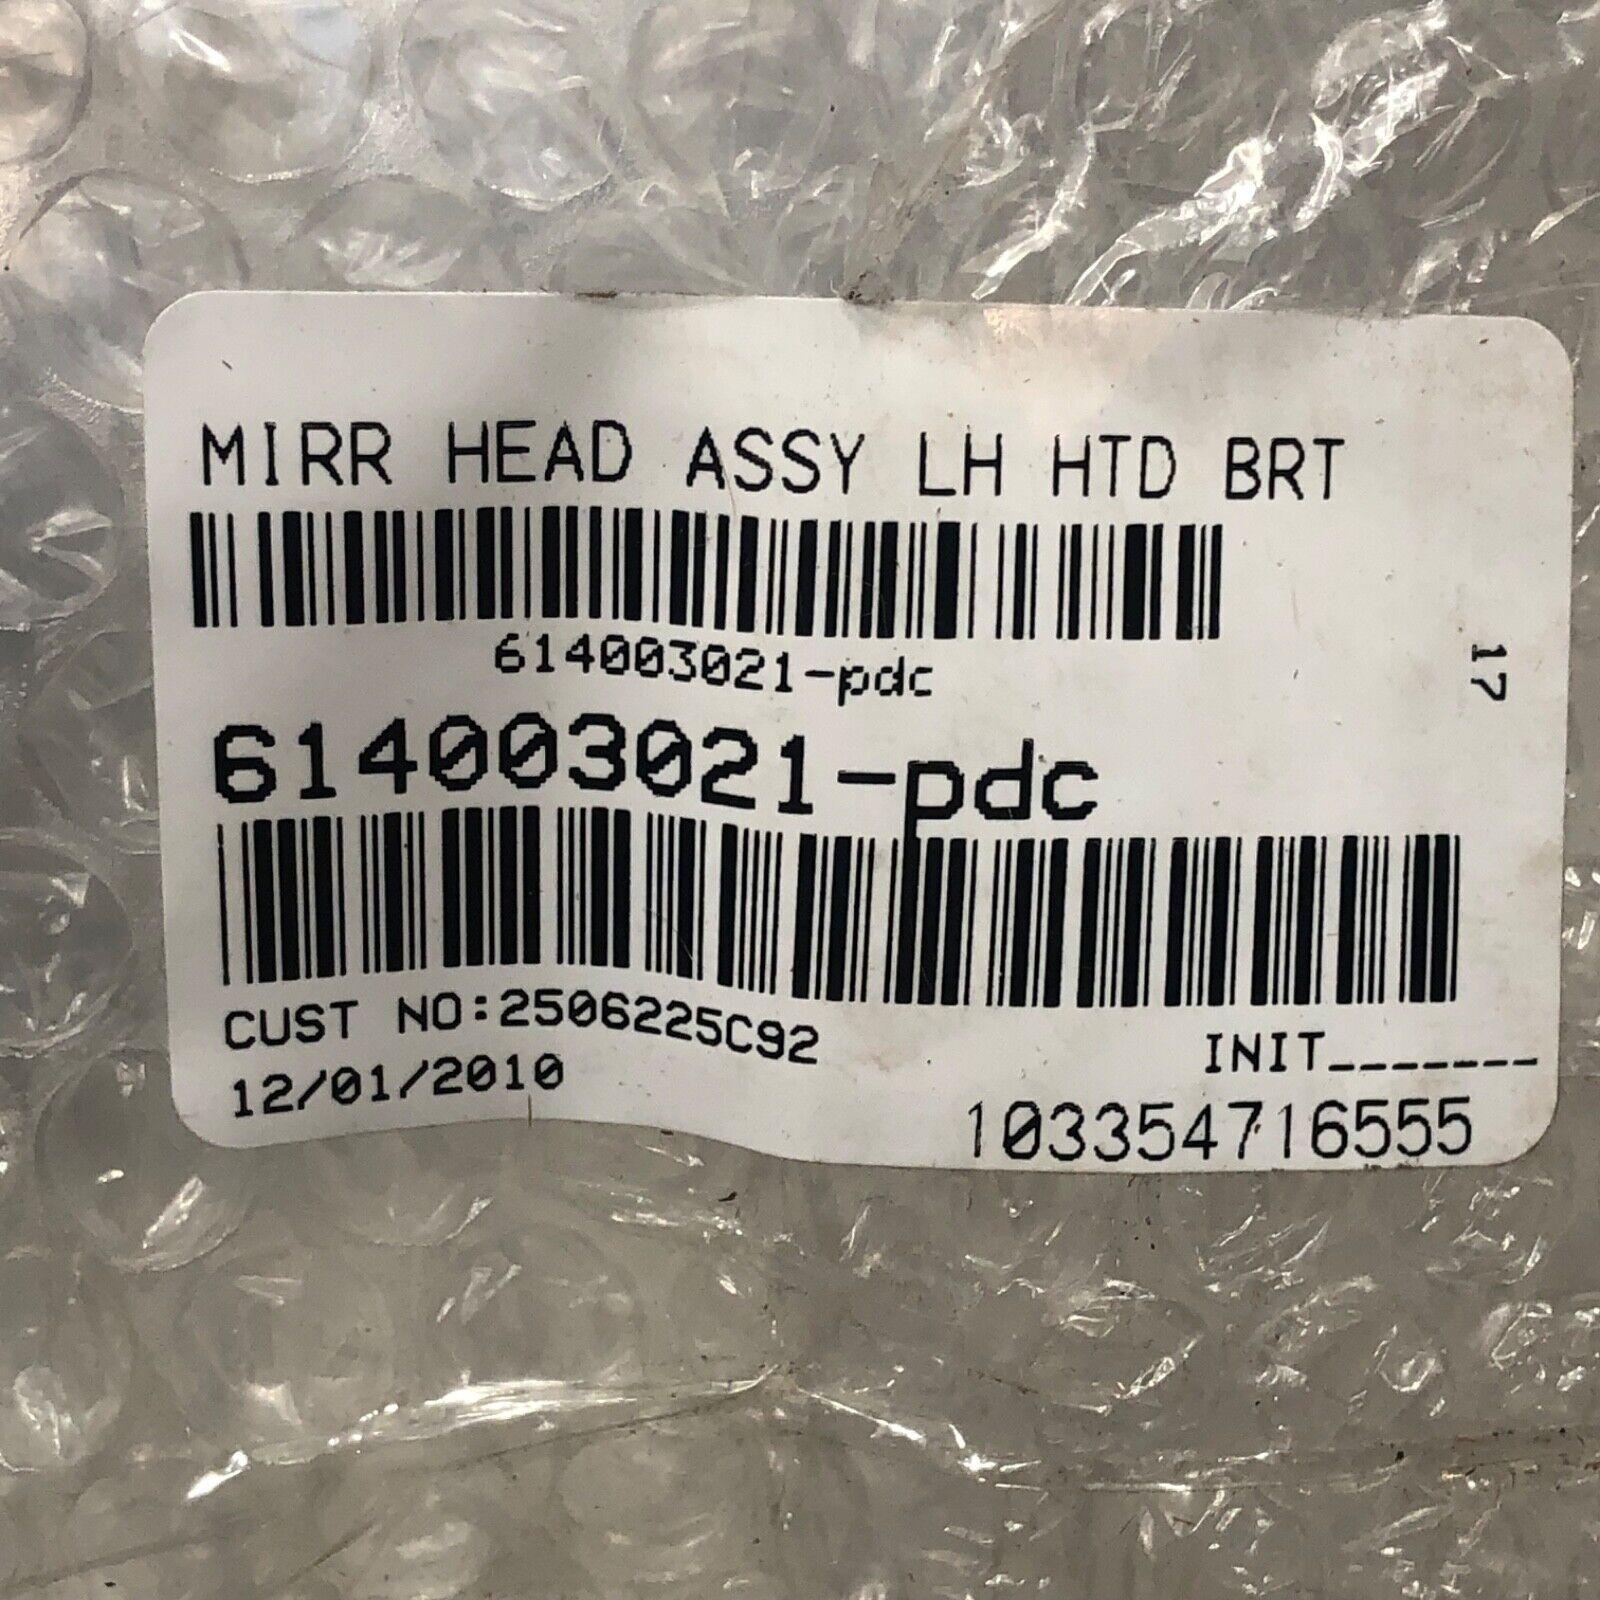 MIRR HEAD ASSY LH HTD BRT
614003021-pdc
17
614003021-pdc
CUST NO:2506225C92
INIT_______
12/01/2010
103354716555